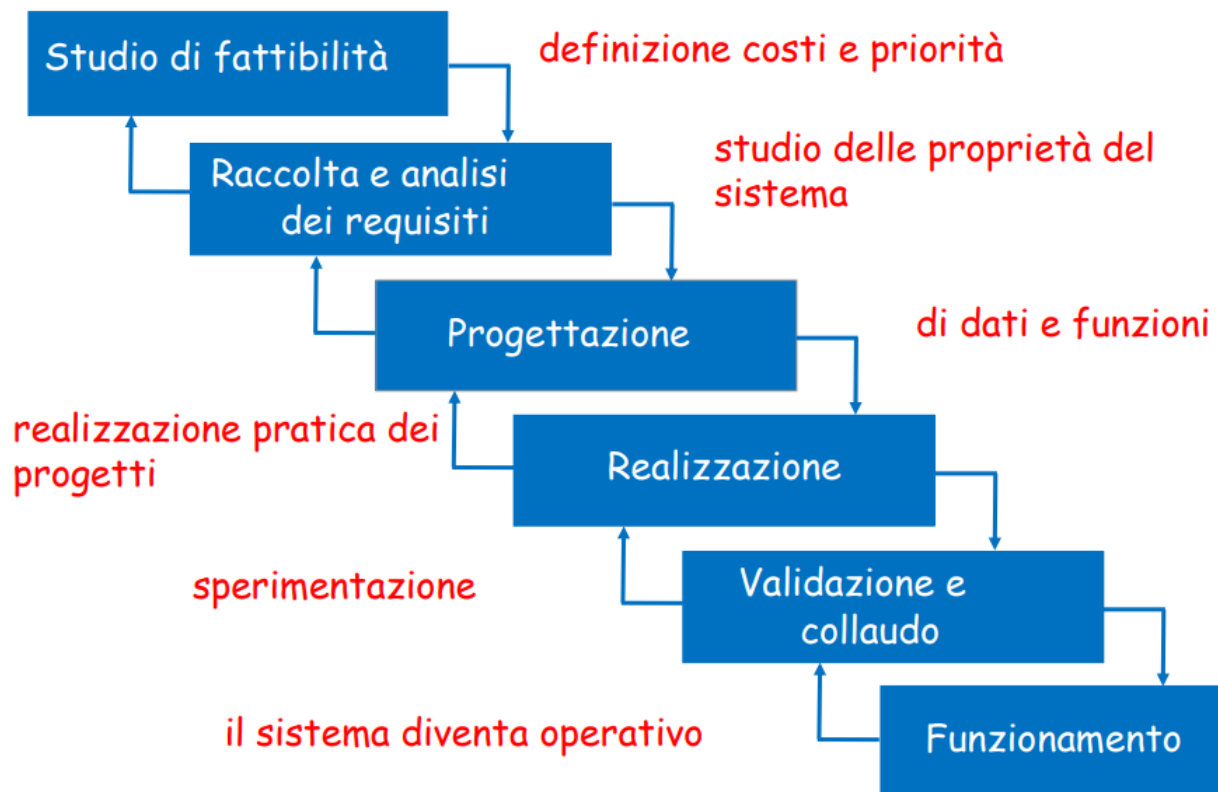 Studio di fattibilità
definizione costi e priorità
Raccolta e analisi
dei requisiti
studio delle proprietà del
sistema
Progettazione
di dati e funzioni
realizzazione pratica dei
progetti
Realizzazione
sperimentazione
Validazione e
collaudo
il sistema diventa operativo
Funzionamento